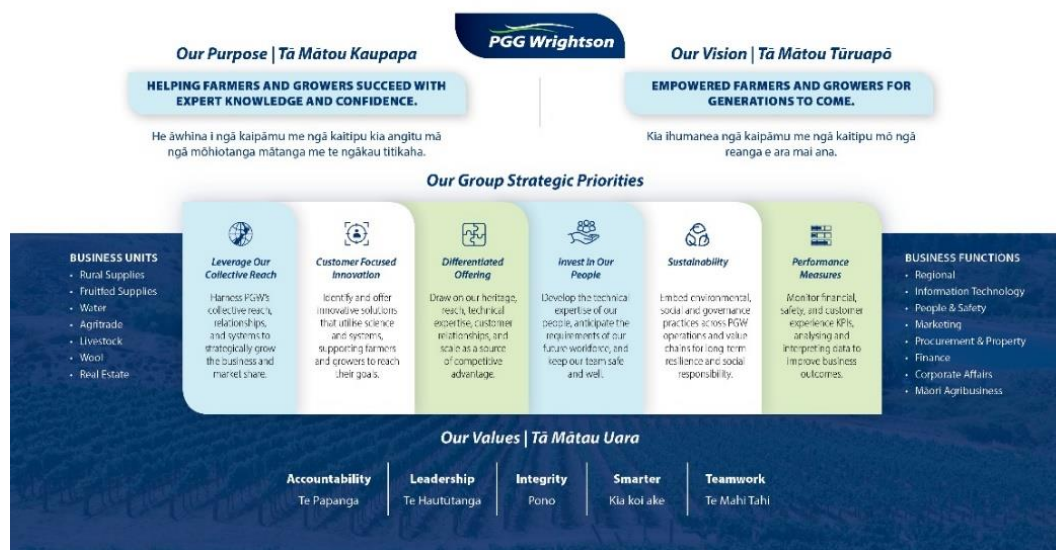 PGG Wrightson
Our Purpose | Tā Mātou Kaupapa
HELPING FARMERS AND GROWERS SUCCEED WITH
EXPERT KNOWLEDGE AND CONFIDENCE.
He āwhina i ngā kaipāmu me ngā kaitipu kia angitu mā
ngā mōhiotanga mātanga me te ngākau titikaha.
Our Vision | Tā Mātou Tūruapō
EMPOWERED FARMERS AND GROWERS FOR
GENERATIONS TO COME.
Kia ihumanea ngā kaipāmu me ngā kaitipu mō ngā
reanga e ara mai ana.
Our Group Strategic Priorities
BUSINESS UNITS
• Rural Supplies
• Fruitfed Supplies
• Water
• Agritrade
• Livestock
• Wool
• Real Estate
Leverage Our
Collective Reach
Harness PGW's
collective reach,
relationships,
and systems to
strategically grow
the business and
market share.
Customer Focused
Innovation
Identify and offer
innovative solutions
that utilise science
and systems,
supporting farmers
and growers to reach
their goals.
Differentiated
Offering
Draw on our heritage,
reach, technical
expertise, customer
relationships, and
scale as a source
of competitive
advantage.
Invest In Our
People
Develop the technical
expertise of our
people, anticipate the
requirements of our
future workforce, and
keep our team safe
and well.
Sustainability
Embed environmental,
social and governance
practices across PGW
operations and value
chains for long-term
resilience and social
responsibility.
Performance
Measures
Monitor financial,
safety, and customer
experience KPIs,
analysing and
interpreting data to
improve business
outcomes.
BUSINESS FUNCTIONS
• Regional
• Information Technology
• People & Safety
• Marketing
• Procurement & Property
• Finance
• Corporate Affairs
• Māori Agribusiness
Our Values | Tā Mātau Uara
Accountability
Te Papanga
Leadership
Te Hautūtanga
Integrity
Pono
Smarter
Kia koi ake
Teamwork
Te Mahi Tahi